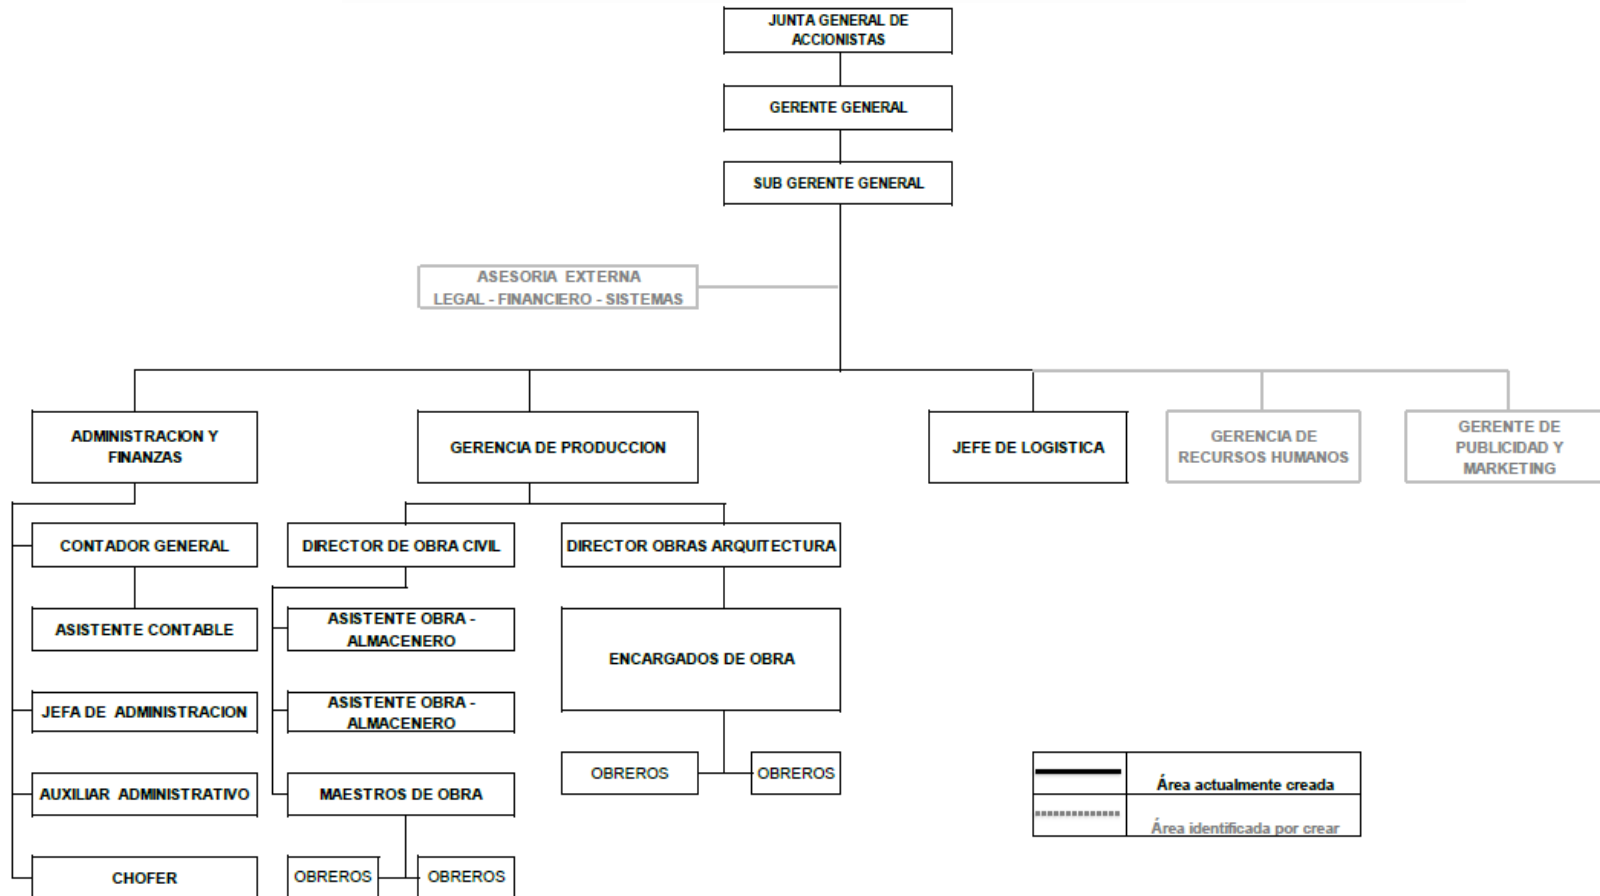 JUNTA GENERAL DE
ACCIONISTAS
GERENTE GENERAL
SUB GERENTE GENERAL
ASESORIA EXTERNA
LEGAL - FINANCIERO - SISTEMAS
ADMINISTRACION Y
FINANZAS
GERENCIA DE PRODUCCION
JEFE DE LOGISTICA
GERENCIA DE
RECURSOS HUMANOS
GERENTE DE
PUBLICIDAD Y
MARKETING
CONTADOR GENERAL
DIRECTOR DE OBRA CIVIL
DIRECTOR OBRAS ARQUITECTURA
ASISTENTE CONTABLE
ASISTENTE OBRA -
ALMACENERO
ENCARGADOS DE OBRA
JEFA DE ADMINISTRACION
ASISTENTE OBRA -
ALMACENERO
OBREROS
OBREROS
AUXILIAR ADMINISTRATIVO
MAESTROS DE OBRA
CHOFER
OBREROS
OBREROS
Área actualmente creada
Área identificada por crear